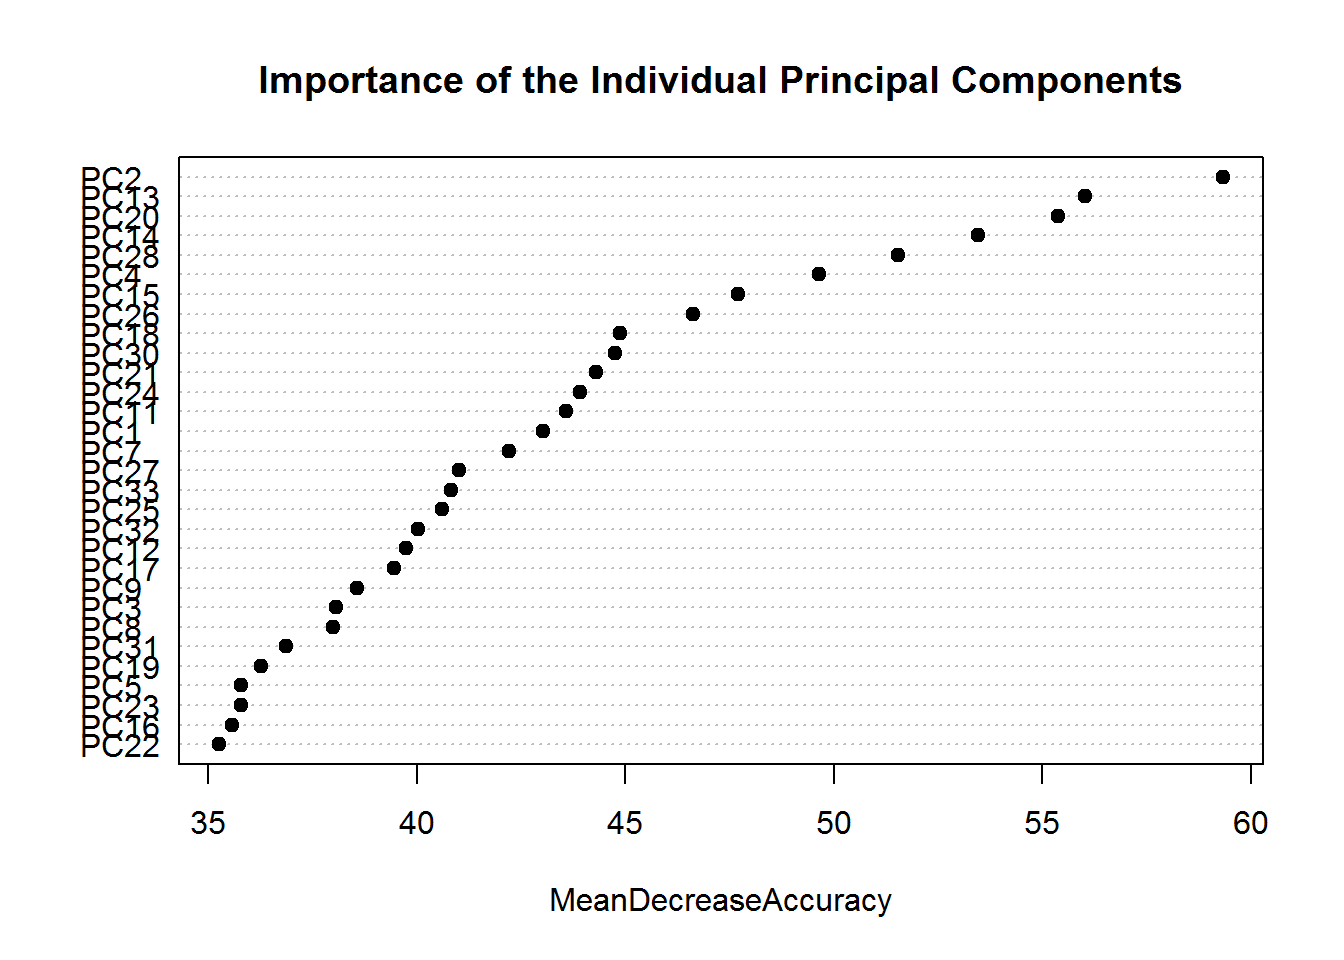 Importance of the Individual Principal Components
PC2
PC13
PC20
PC14
PC28
PC4
PC15
PC26
PC18
PC30
PC21
PC24
PC11
PC1
PC7
PC27
PC33
PC25
PC32
PC12
PC17
PC9
PC3
PC8
PC31
PC19
PC5
PC23
PC16
PC22
35 40 45 50 55 60
MeanDecreaseAccuracy